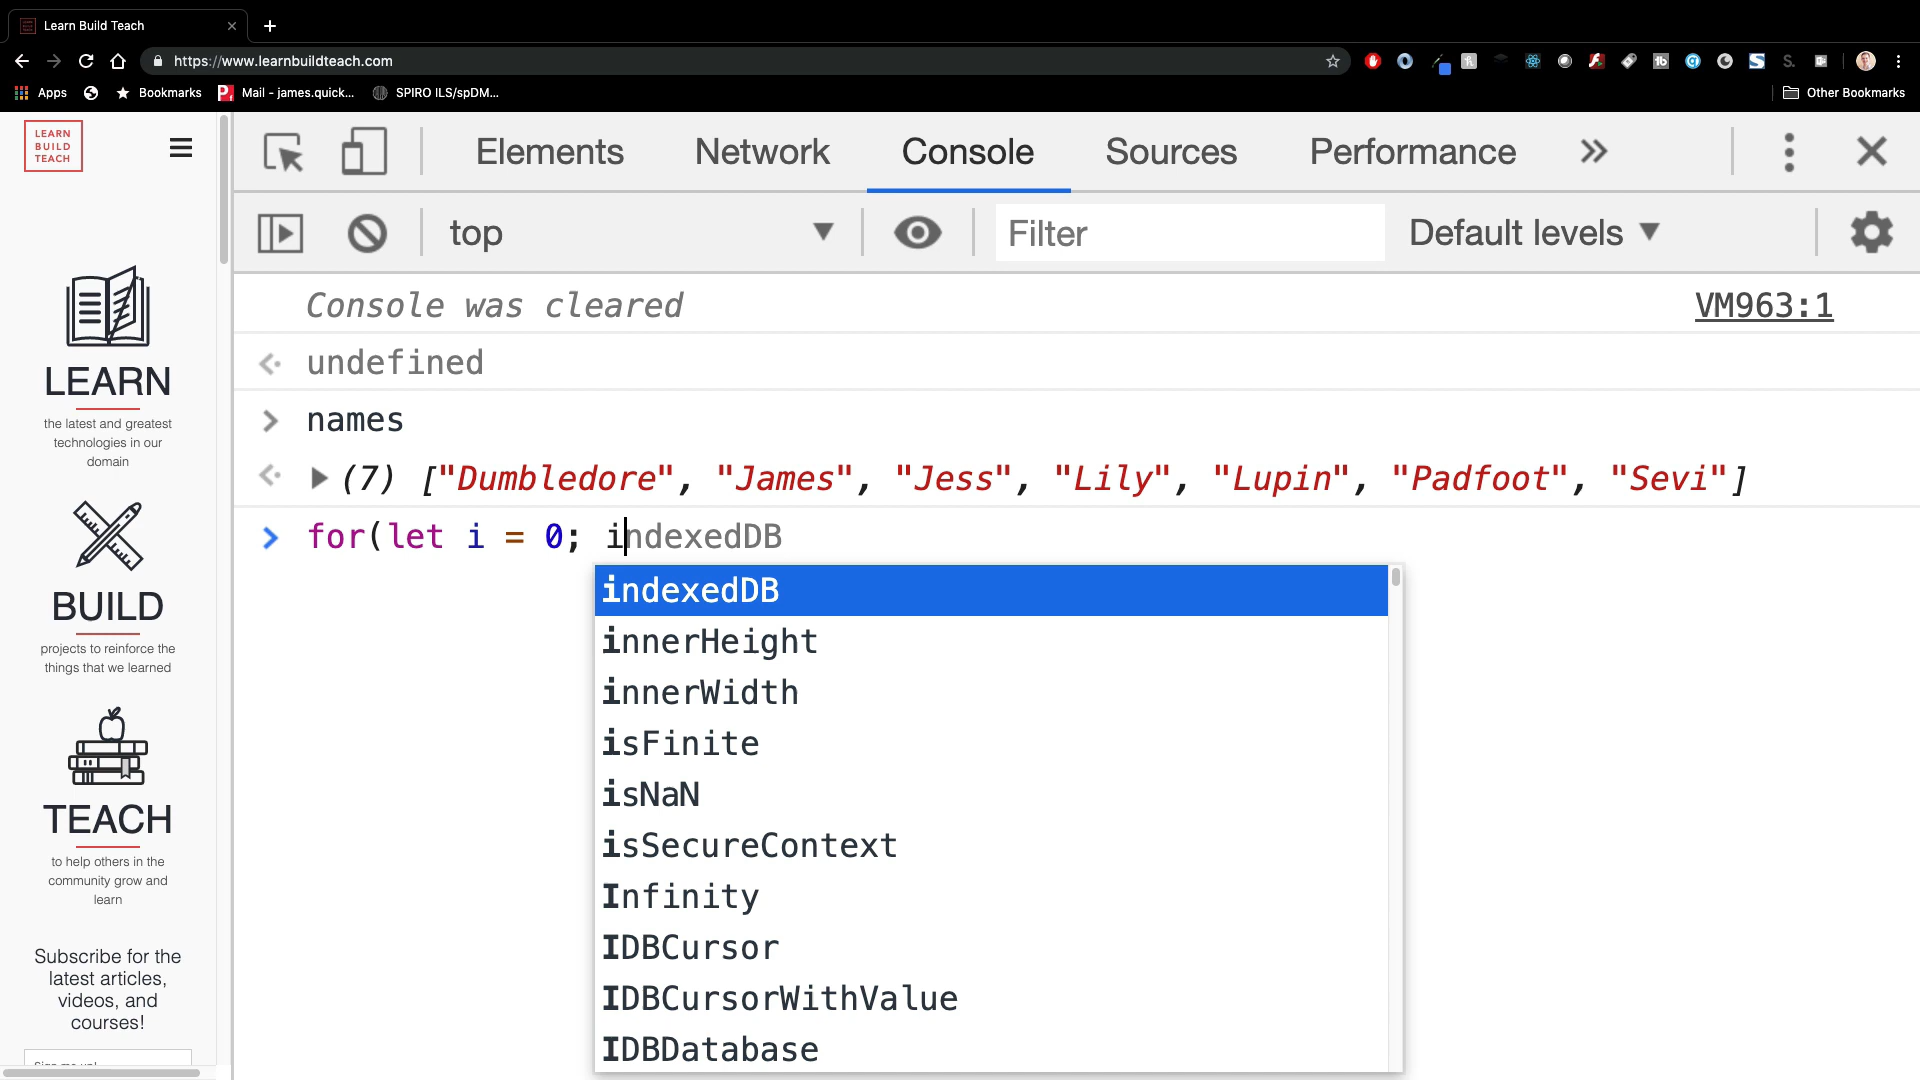 Learn Build Teach
https://www.learnbuildteach.com
Apps
Bookmarks
Mail - james.quick...
SPIRO ILS/spDM...
Other Bookmarks
LEARN
BUILD
TEACH
LEARN
the latest and greatest
technologies in our
domain
BUILD
projects to reinforce the
things that we learned
TEACH
to help others in the
community grow and
learn
Subscribe for the
latest articles,
videos, and
courses!
Elements Network Console Sources Performance
top Filter Default levels
Console was cleared VM963:1
undefined
names
(7) ["Dumbledore", "James", "Jess", "Lily", "Lupin", "Padfoot", "Sevi"]
for(let i = 0; indexedDB
indexedDB
innerHeight
innerWidth
isFinite
isNaN
isSecureContext
Infinity
IDBCursor
IDBCursorWithValue
IDBDatabase